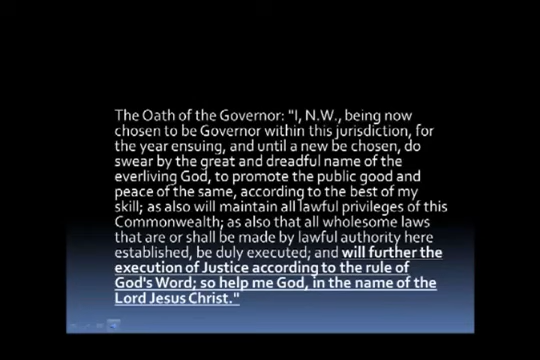 The Oath of the Governor: "I, N.W., being now
chosen to be Governor within this jurisdiction, for
the year ensuing, and until a new be chosen, do
swear by the great and dreadful name of the
everliving God, to promote the public good and
peace of the same, according to the best of my
skill; as also will maintain all lawful privileges of this
Commonwealth; as also that all wholesome laws
that are or shall be made by lawful authority here
established, be duly executed; and will further the
execution of Justice according to the rule of
God's Word; so help me God, in the name of the
Lord Jesus Christ."